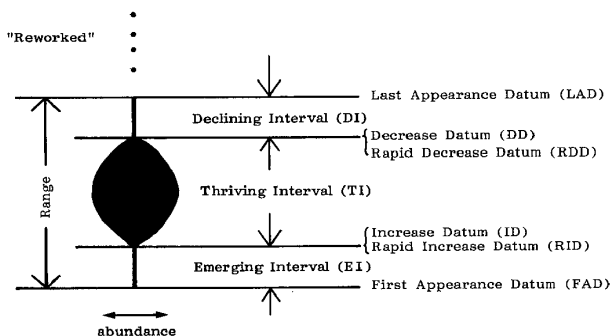 "Reworked"
Last Appearance Datum (LAD)
Declining Interval (DI)
Decrease Datum (DD)
Rapid Decrease Datum (RDD)
Range
Thriving Interval (TI)
Increase Datum (ID)
Rapid Increase Datum (RID)
Emerging Interval (EI)
First Appearance Datum (FAD)
abundance